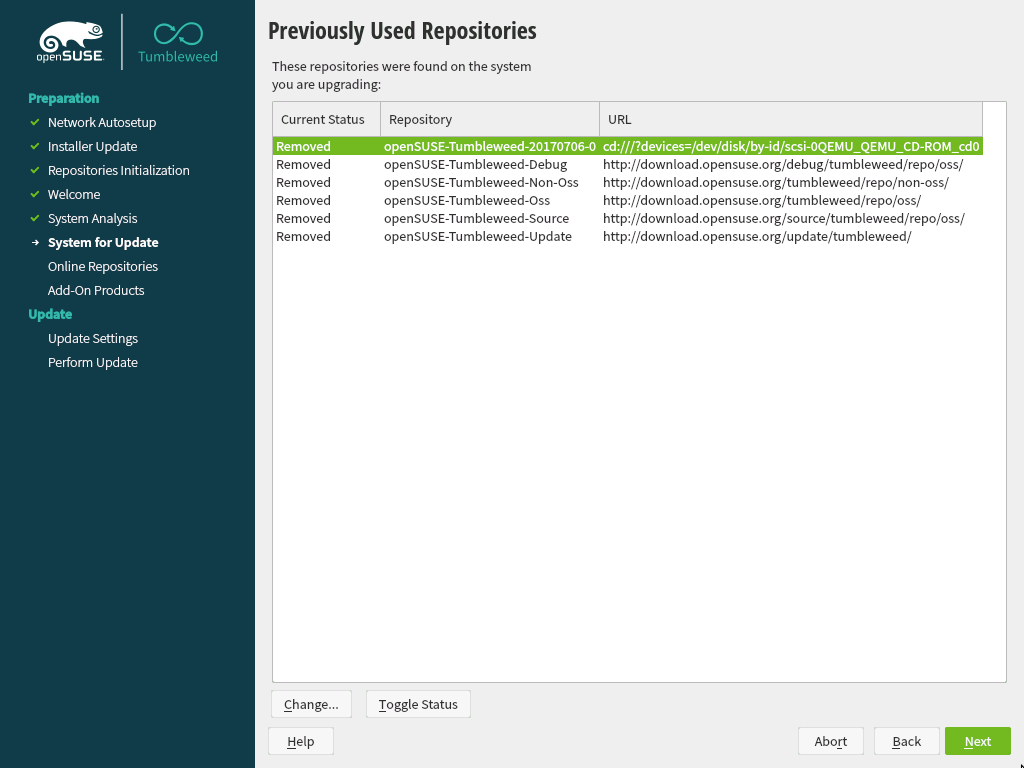 openSUSE
Tumbleweed
Preparation
Network Autosetup
Installer Update
Repositories Initialization
Welcome
System Analysis
System for Update
Online Repositories
Add-On Products
Update
Update Settings
Perform Update
Previously Used Repositories
These repositories were found on the system
you are upgrading:
Current Status Repository URL
Removed openSUSE-Tumbleweed-20170706-0 cd:///?devices=/dev/disk/by-id/scsi-0QEMU_QEMU_CD-ROM_cd0
Removed openSUSE-Tumbleweed-Debug http://download.opensuse.org/debug/tumbleweed/repo/oss/
Removed openSUSE-Tumbleweed-Non-Oss http://download.opensuse.org/tumbleweed/repo/non-oss/
Removed openSUSE-Tumbleweed-Oss http://download.opensuse.org/tumbleweed/repo/oss/
Removed openSUSE-Tumbleweed-Source http://download.opensuse.org/source/tumbleweed/repo/oss/
Removed openSUSE-Tumbleweed-Update http://download.opensuse.org/update/tumbleweed/
Change... Toggle Status
Help Abort Back Next